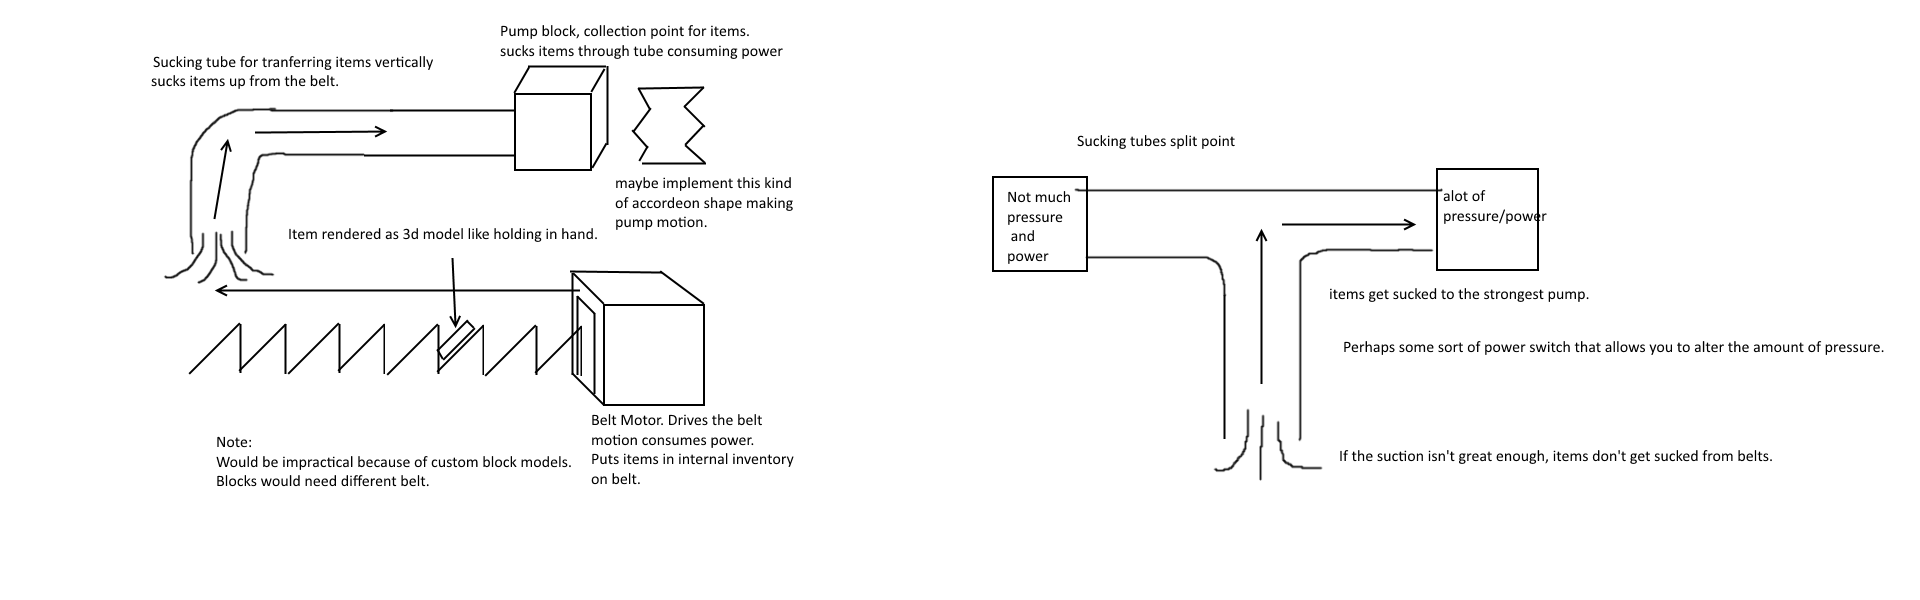 Pump block, collection point for items.
sucks items through tube consuming power
Sucking tube for tranferring items vertically
sucks items up from the belt.
maybe implement this kind
of accordeon shape making
pump motion.
Item rendered as 3d model like holding in hand.
Belt Motor. Drives the belt
motion consumes power.
Puts items in internal inventory
on belt.
Note:
Would be impractical because of custom block models.
Blocks would need different belt.
Sucking tubes split point
Not much
pressure
and
power
alot of
pressure/power
items get sucked to the strongest pump.
Perhaps some sort of power switch that allows you to alter the amount of pressure.
If the suction isn't great enough, items don't get sucked from belts.